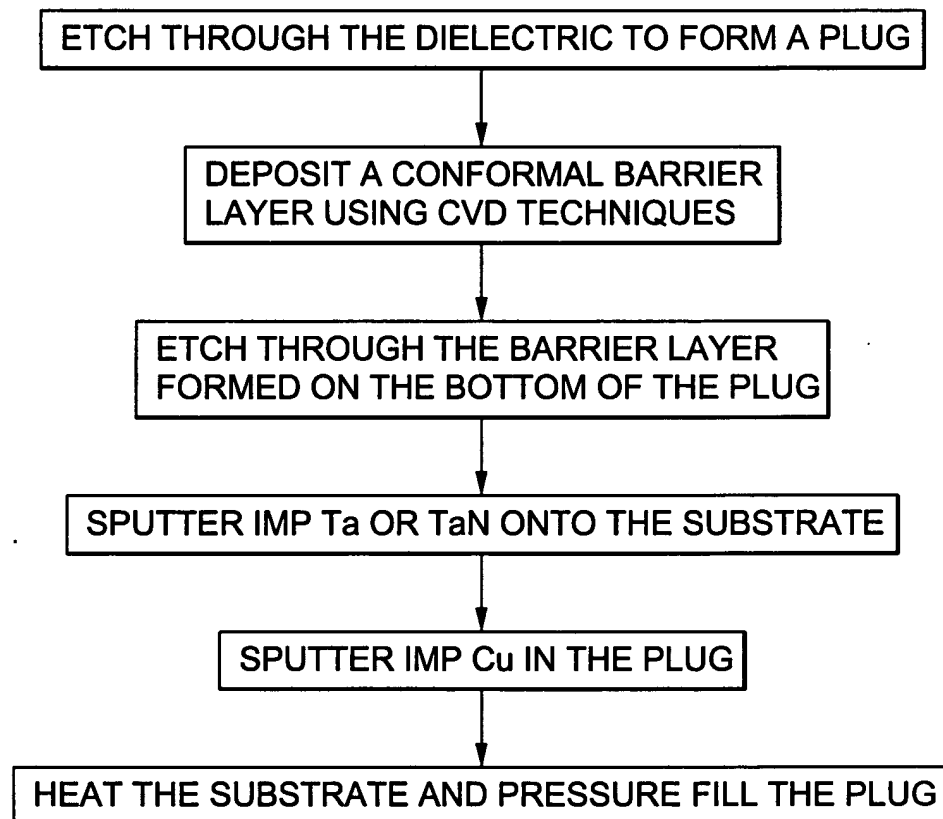 ETCH THROUGH THE DIELECTRIC TO FORM A PLUG
DEPOSIT A CONFORMAL BARRIER
LAYER USING CVD TECHNIQUES
ETCH THROUGH THE BARRIER LAYER
FORMED ON THE BOTTOM OF THE PLUG
SPUTTER IMP Ta OR TaN ONTO THE SUBSTRATE
SPUTTER IMP Cu IN THE PLUG
HEAT THE SUBSTRATE AND PRESSURE FILL THE PLUG